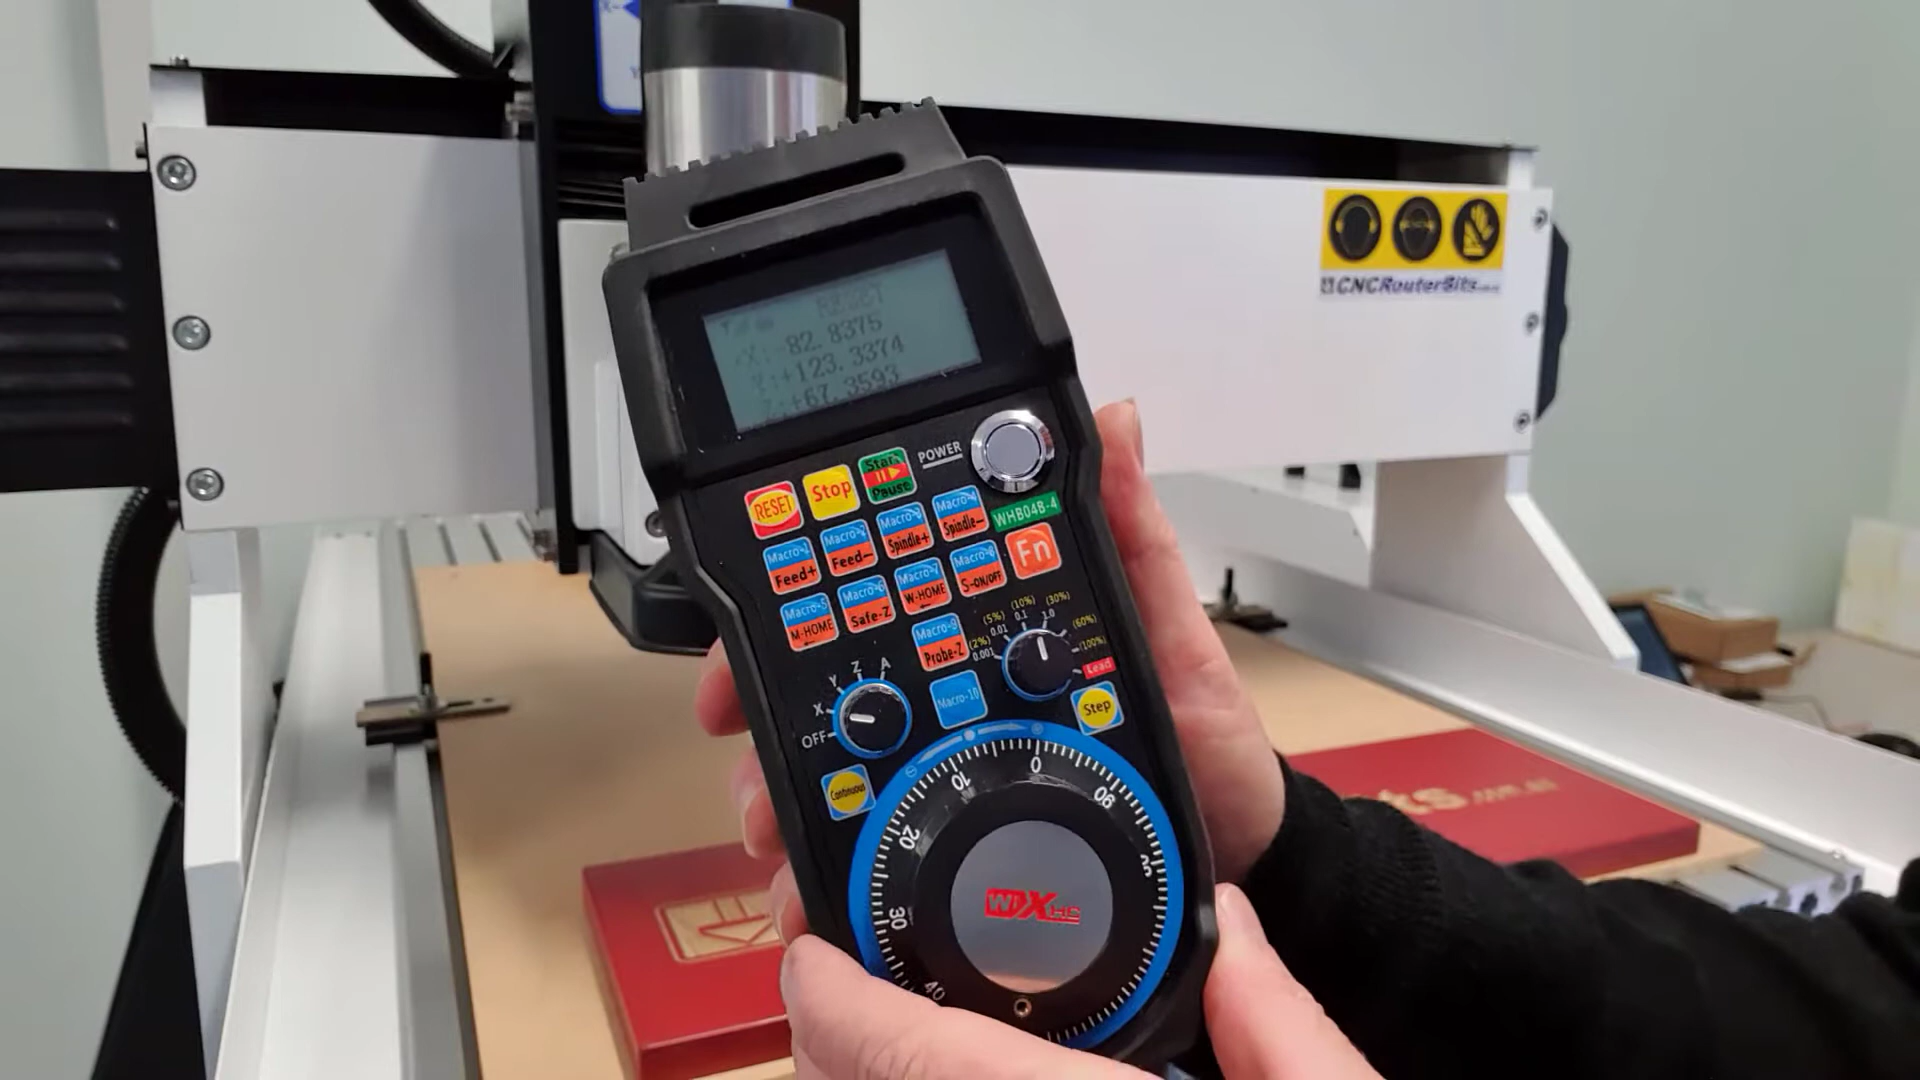 RESET
X:-82.8375
Y:+123.3374
Z:+67.3593
CNCRouterBits
POWER
RESET
Stop
Start
Pause
WHB04B-4
Macro-1
Feed+
Macro-2
Feed-
Macro-3
Spindle+
Macro-4
Spindle-
Fn
Macro-5
M-HOME
Macro-6
Safe-Z
Macro-7
W-HOME
Macro-8
S-ON/OFF
Macro-9
Probe-Z
Macro-10
OFF X Y Z A
(2%) (5%) (10%) (30%) (60%) (100%)
0.001 0.01 0.1 1.0
Lead
Step
Continuous
0 10 20 30 40
90
WIXHC
ts.com.au